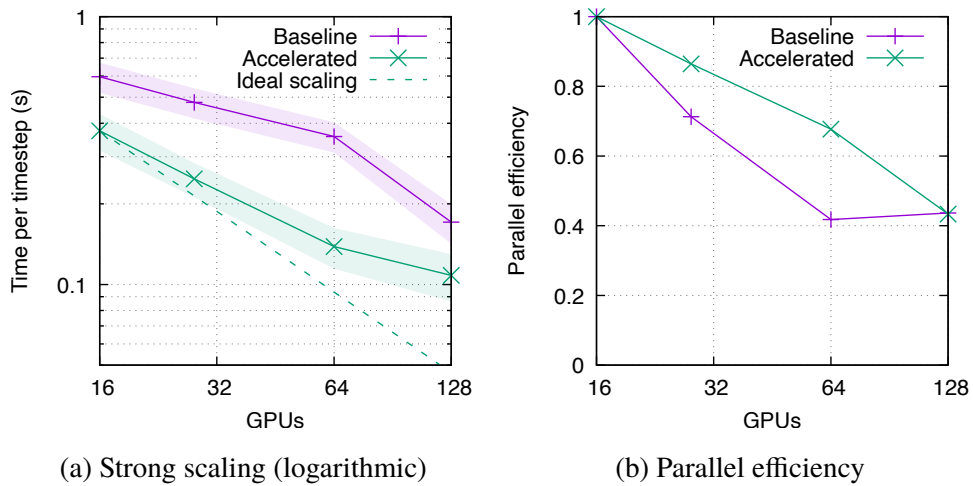 1
0.1
Time per timestep (s)
Baseline
Accelerated
Ideal scaling
16
32
64
128
GPUs
(a) Strong scaling (logarithmic)
1
0.8
0.6
0.4
0.2
0
Parallel efficiency
Baseline
Accelerated
16
32
64
128
GPUs
(b) Parallel efficiency